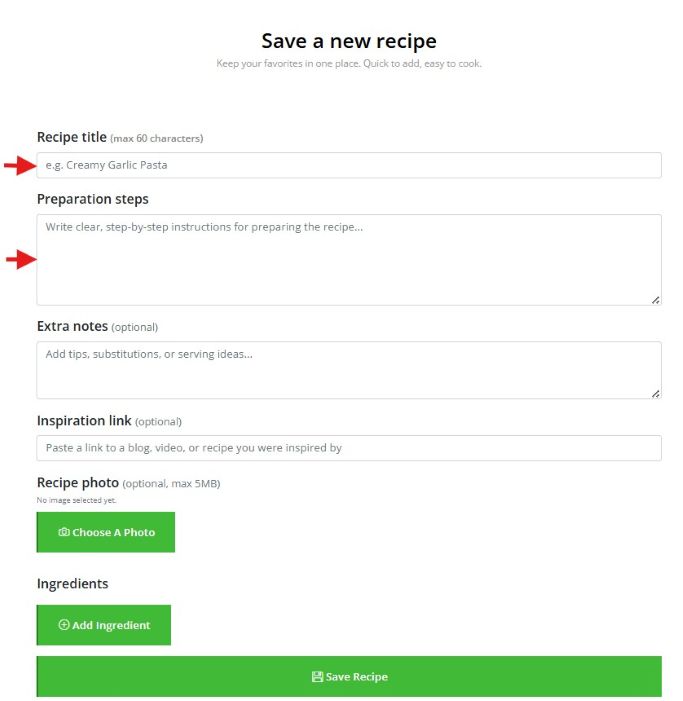 Save a new recipe
Keep your favorites in one place. Quick to add, easy to cook.
Recipe title (max 60 characters)
e.g. Creamy Garlic Pasta
Preparation steps
Write clear, step-by-step instructions for preparing the recipe...
Extra notes (optional)
Add tips, substitutions, or serving ideas...
Inspiration link (optional)
Paste a link to a blog, video, or recipe you were inspired by
Recipe photo (optional, max 5MB)
No image selected yet.
Choose A Photo
Ingredients
Add Ingredient
Save Recipe